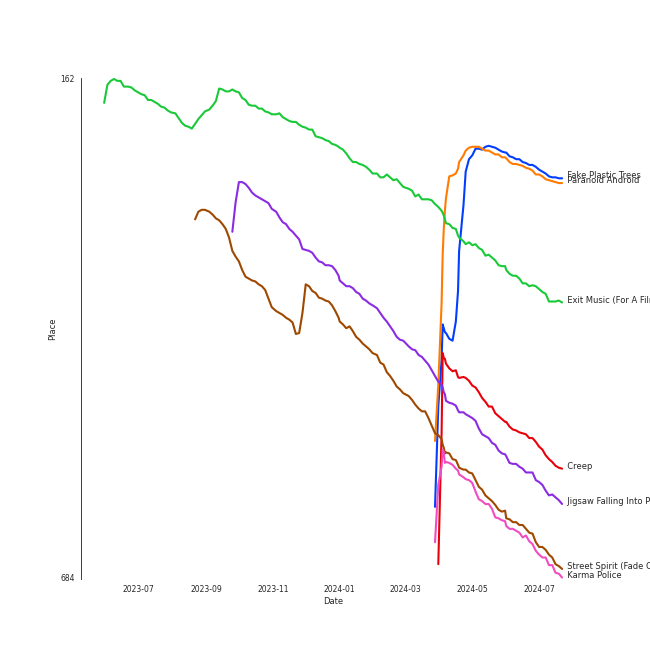 162
Place
684
Fake Plastic Trees
Paranoid Android
Exit Music (For A Fil
Creep
Jigsaw Falling Into P
Street Spirit (Fade O
Karma Police
2023-07
2023-09
2023-11
2024-01
2024-03
2024-05
2024-07
Date